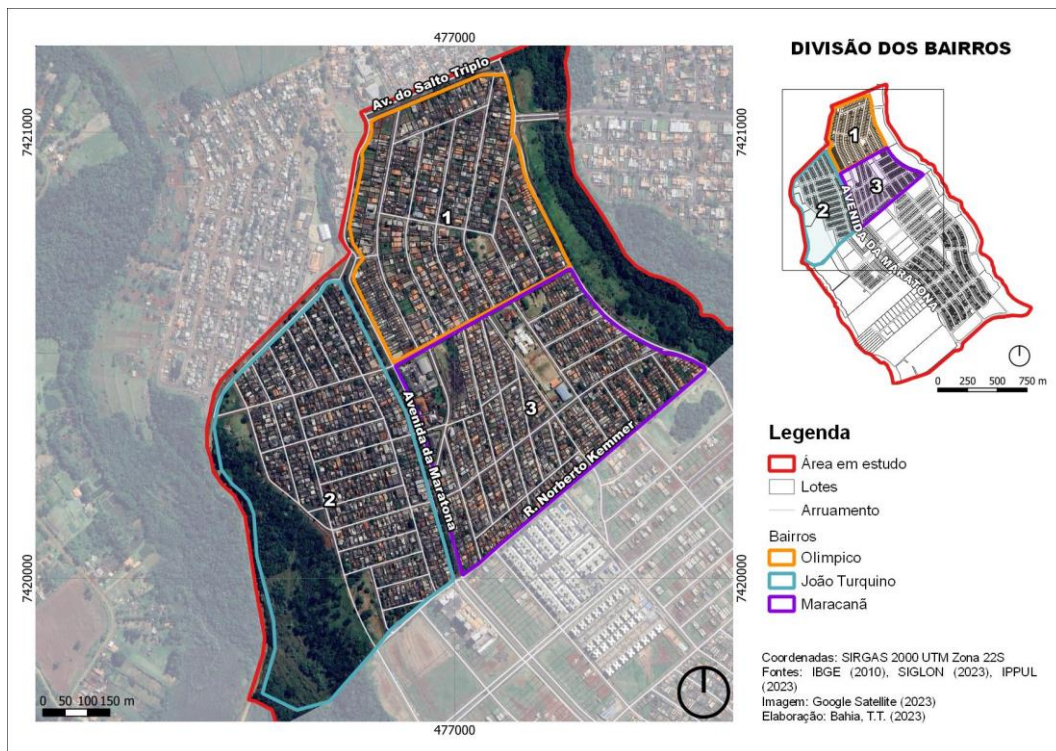 477000
DIVISÃO DOS BAIRROS
Av. do Salto Triplo
7421000
7421000
1
2
3
Avenida da Maratona
R. Norberto Kemmer
7420000
7420000
0 50 100 150 m
477000
1
2
3
AVENIDA DA MARATONA
0 250 500 750 m
Legenda
Área em estudo
Lotes
Arruamento
Bairros
Olímpico
João Turquino
Maracanã
Coordenadas: SIRGAS 2000 UTM Zona 22S
Fontes: IBGE (2010), SIGLON (2023), IPPUL
(2023)
Imagem: Google Satellite (2023)
Elaboração: Bahia, T.T. (2023)